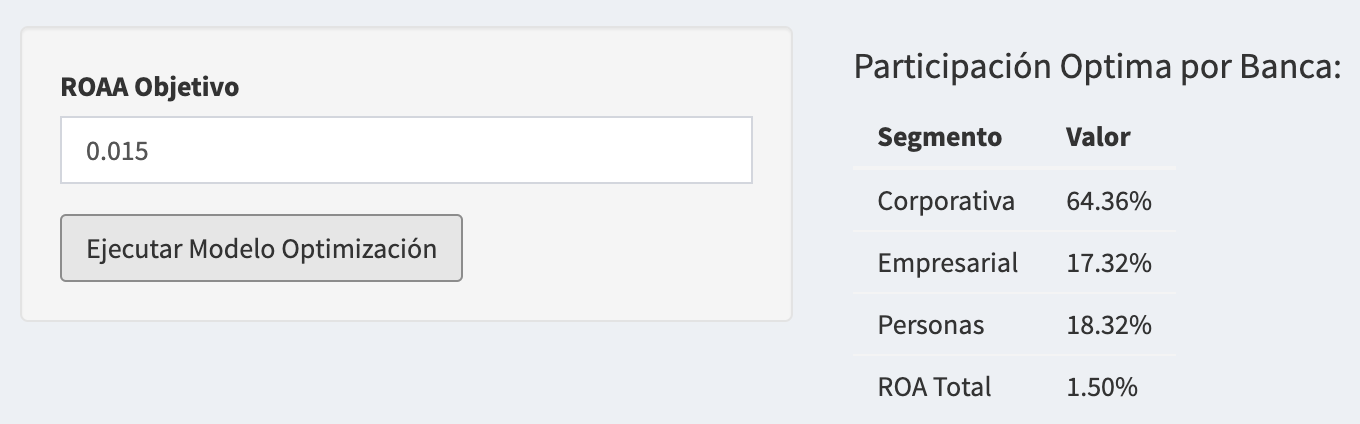 ROAA Objetivo
0.015
Ejecutar Modelo Optimización
Participación Optima por Banca:
Segmento Valor
Corporativa 64.36%
Empresarial 17.32%
Personas 18.32%
ROA Total 1.50%